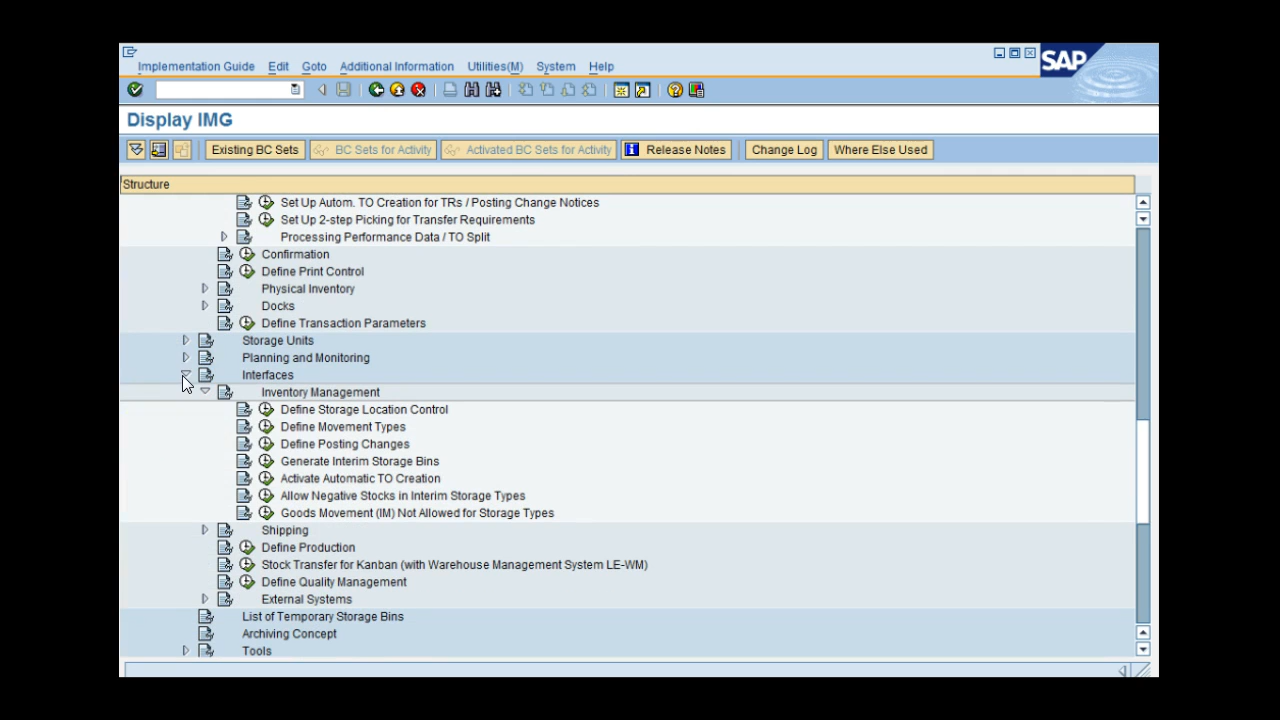 Implementation Guide Edit Goto Additional Information Utilities(M) System Help
SAP
Display IMG
Existing BC Sets BC Sets for Activity Activated BC Sets for Activity Release Notes Change Log Where Else Used
Structure
Set Up Autom. TO Creation for TRs / Posting Change Notices
Set Up 2-step Picking for Transfer Requirements
Processing Performance Data / TO Split
Confirmation
Define Print Control
Physical Inventory
Docks
Define Transaction Parameters
Storage Units
Planning and Monitoring
Interfaces
Inventory Management
Define Storage Location Control
Define Movement Types
Define Posting Changes
Generate Interim Storage Bins
Activate Automatic TO Creation
Allow Negative Stocks in Interim Storage Types
Goods Movement (IM) Not Allowed for Storage Types
Shipping
Define Production
Stock Transfer for Kanban (with Warehouse Management System LE-WM)
Define Quality Management
External Systems
List of Temporary Storage Bins
Archiving Concept
Tools